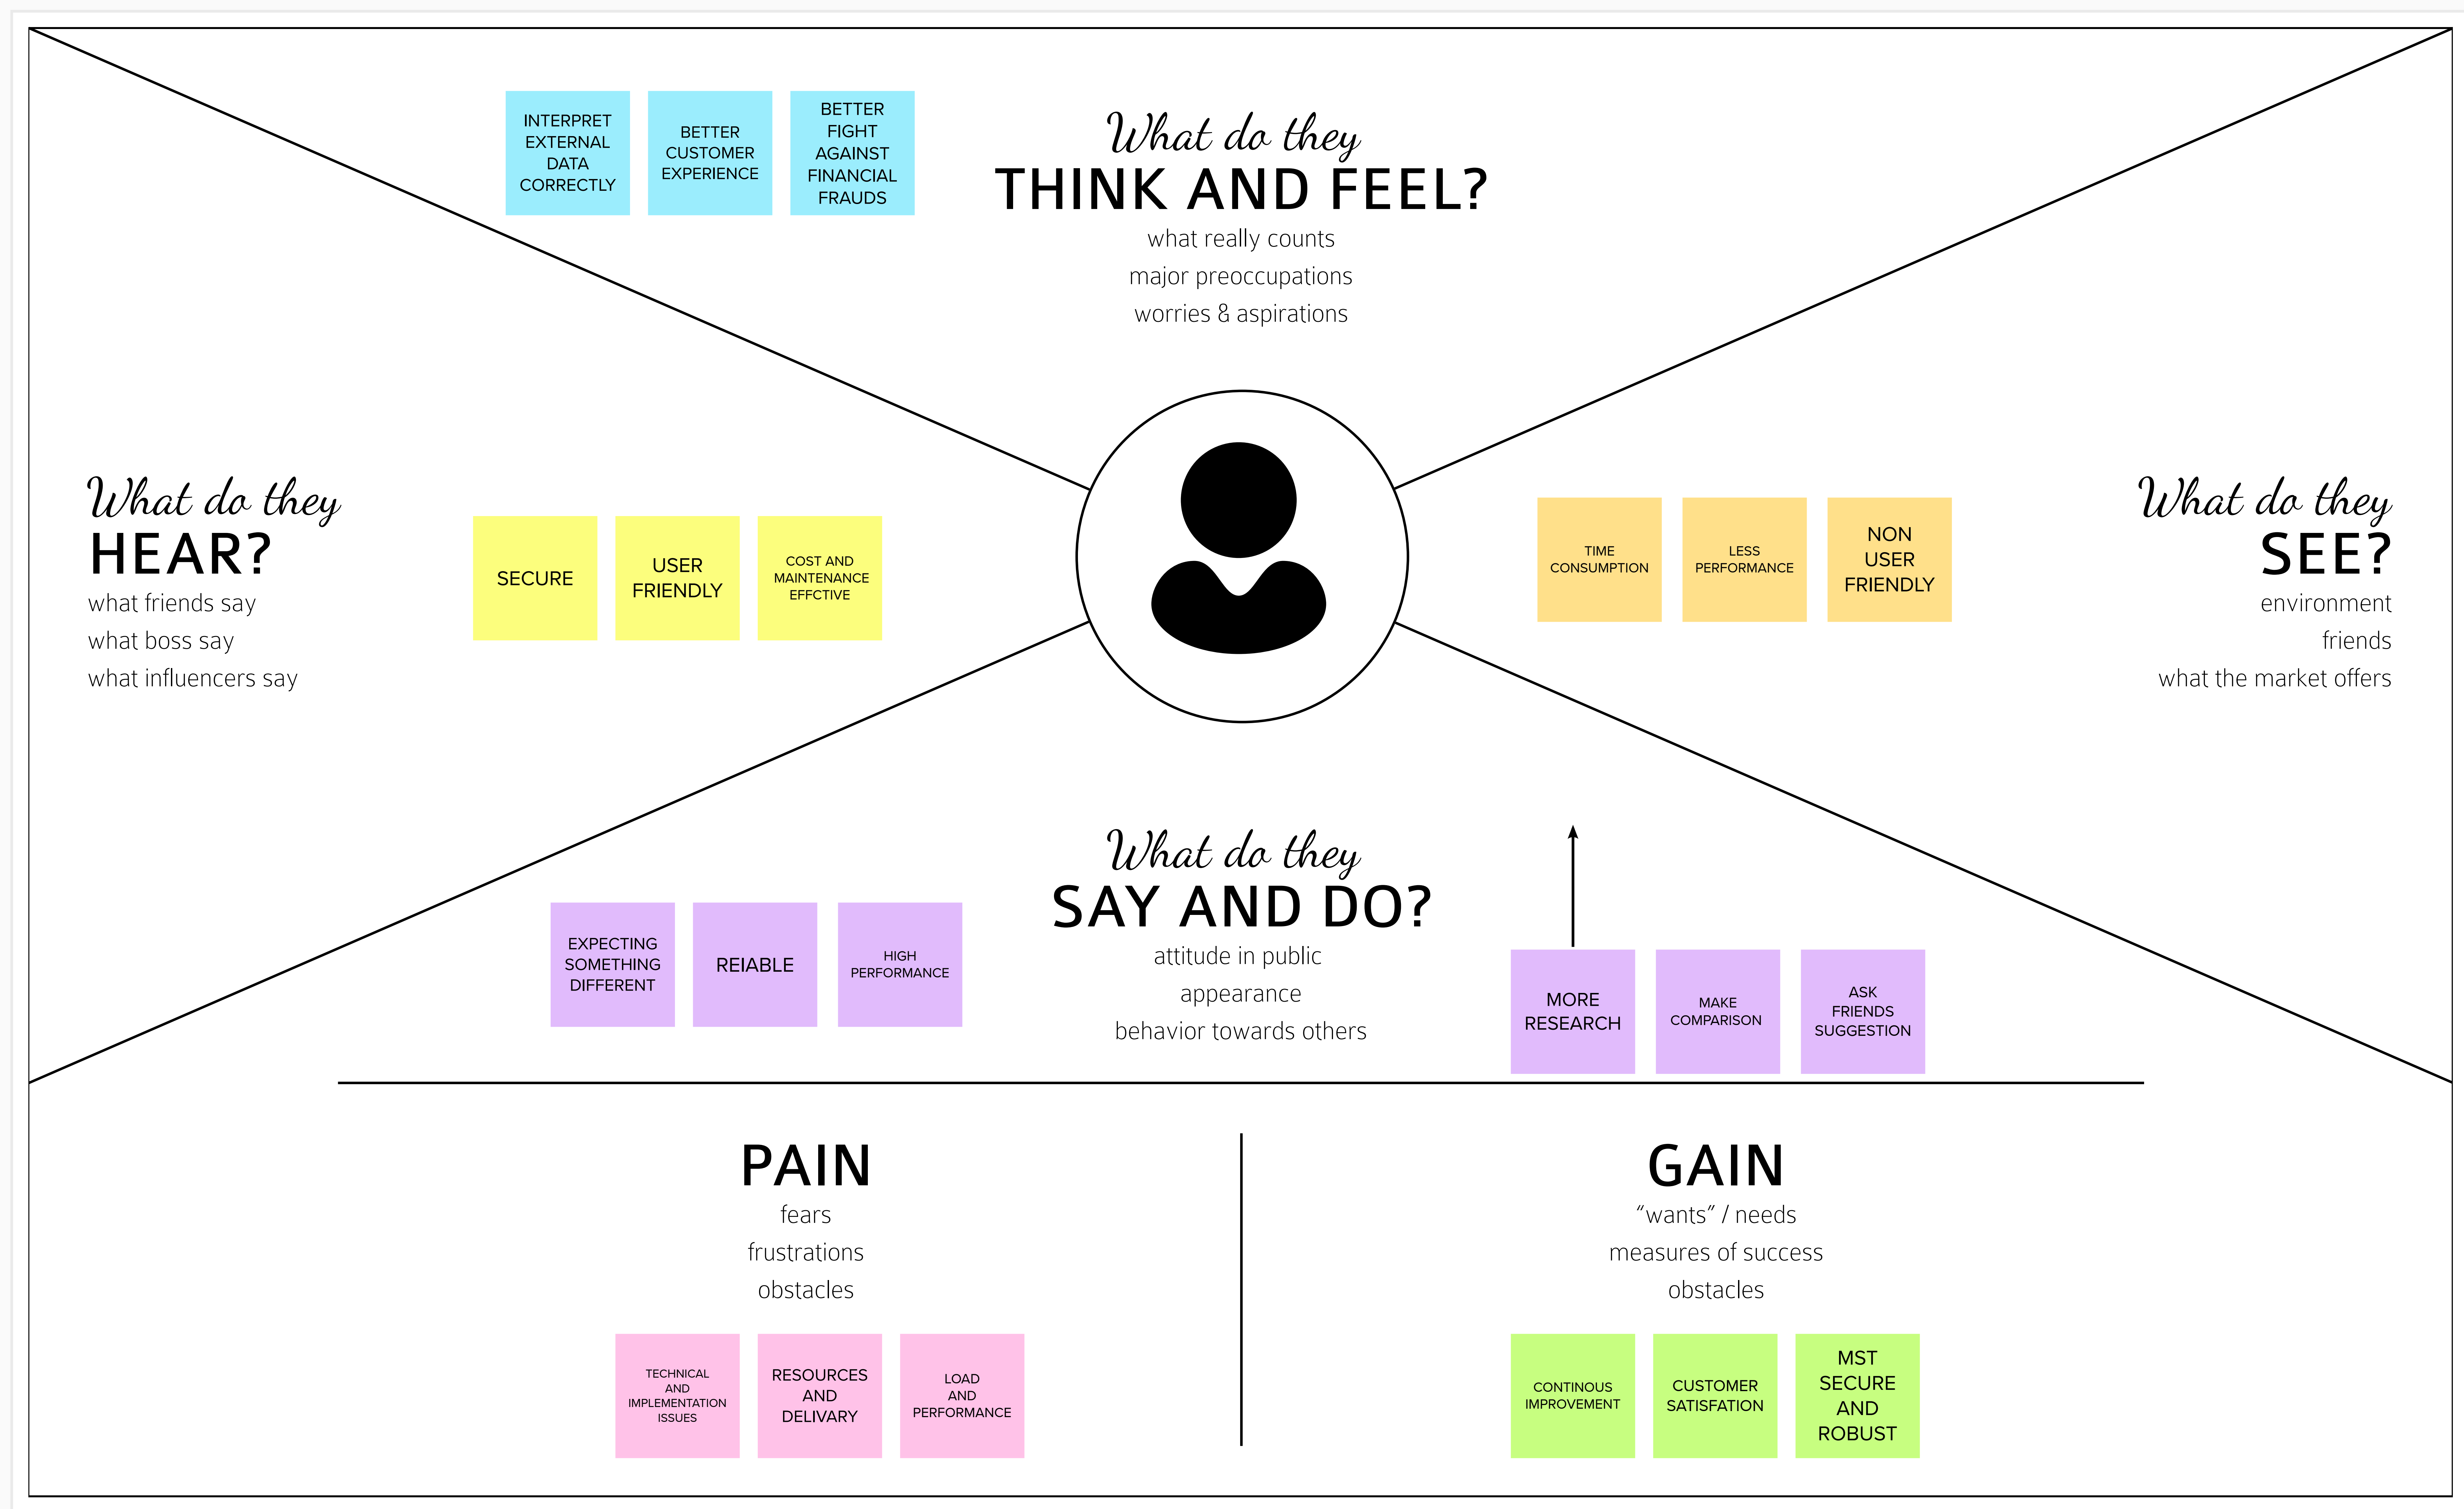 INTERPRET
EXTERNAL
DATA
CORRECTLY
BETTER
CUSTOMER
EXPERIENCE
BETTER
FIGHT
AGAINST
FINANCIAL
FRAUDS
What do they
THINK AND FEEL?
what really counts
major preoccupations
worries & aspirations
What do they
HEAR?
what friends say
what boss say
what influencers say
SECURE
USER
FRIENDLY
COST AND
MAINTENANCE
EFFCTIVE
TIME
CONSUMPTION
LESS
PERFORMANCE
NON
USER
FRIENDLY
What do they
SEE?
environment
friends
what the market offers
What do they
SAY AND DO?
attitude in public
appearance
behavior towards others
EXPECTING
SOMETHING
DIFFERENT
REIABLE
HIGH
PERFORMANCE
MORE
RESEARCH
MAKE
COMPARISON
ASK
FRIENDS
SUGGESTION
PAIN
fears
frustrations
obstacles
TECHNICAL
AND
IMPLEMENTATION
ISSUES
RESOURCES
AND
DELIVARY
LOAD
AND
PERFORMANCE
GAIN
“wants” / needs
measures of success
obstacles
CONTINOUS
IMPROVEMENT
CUSTOMER
SATISFATION
MST
SECURE
AND
ROBUST